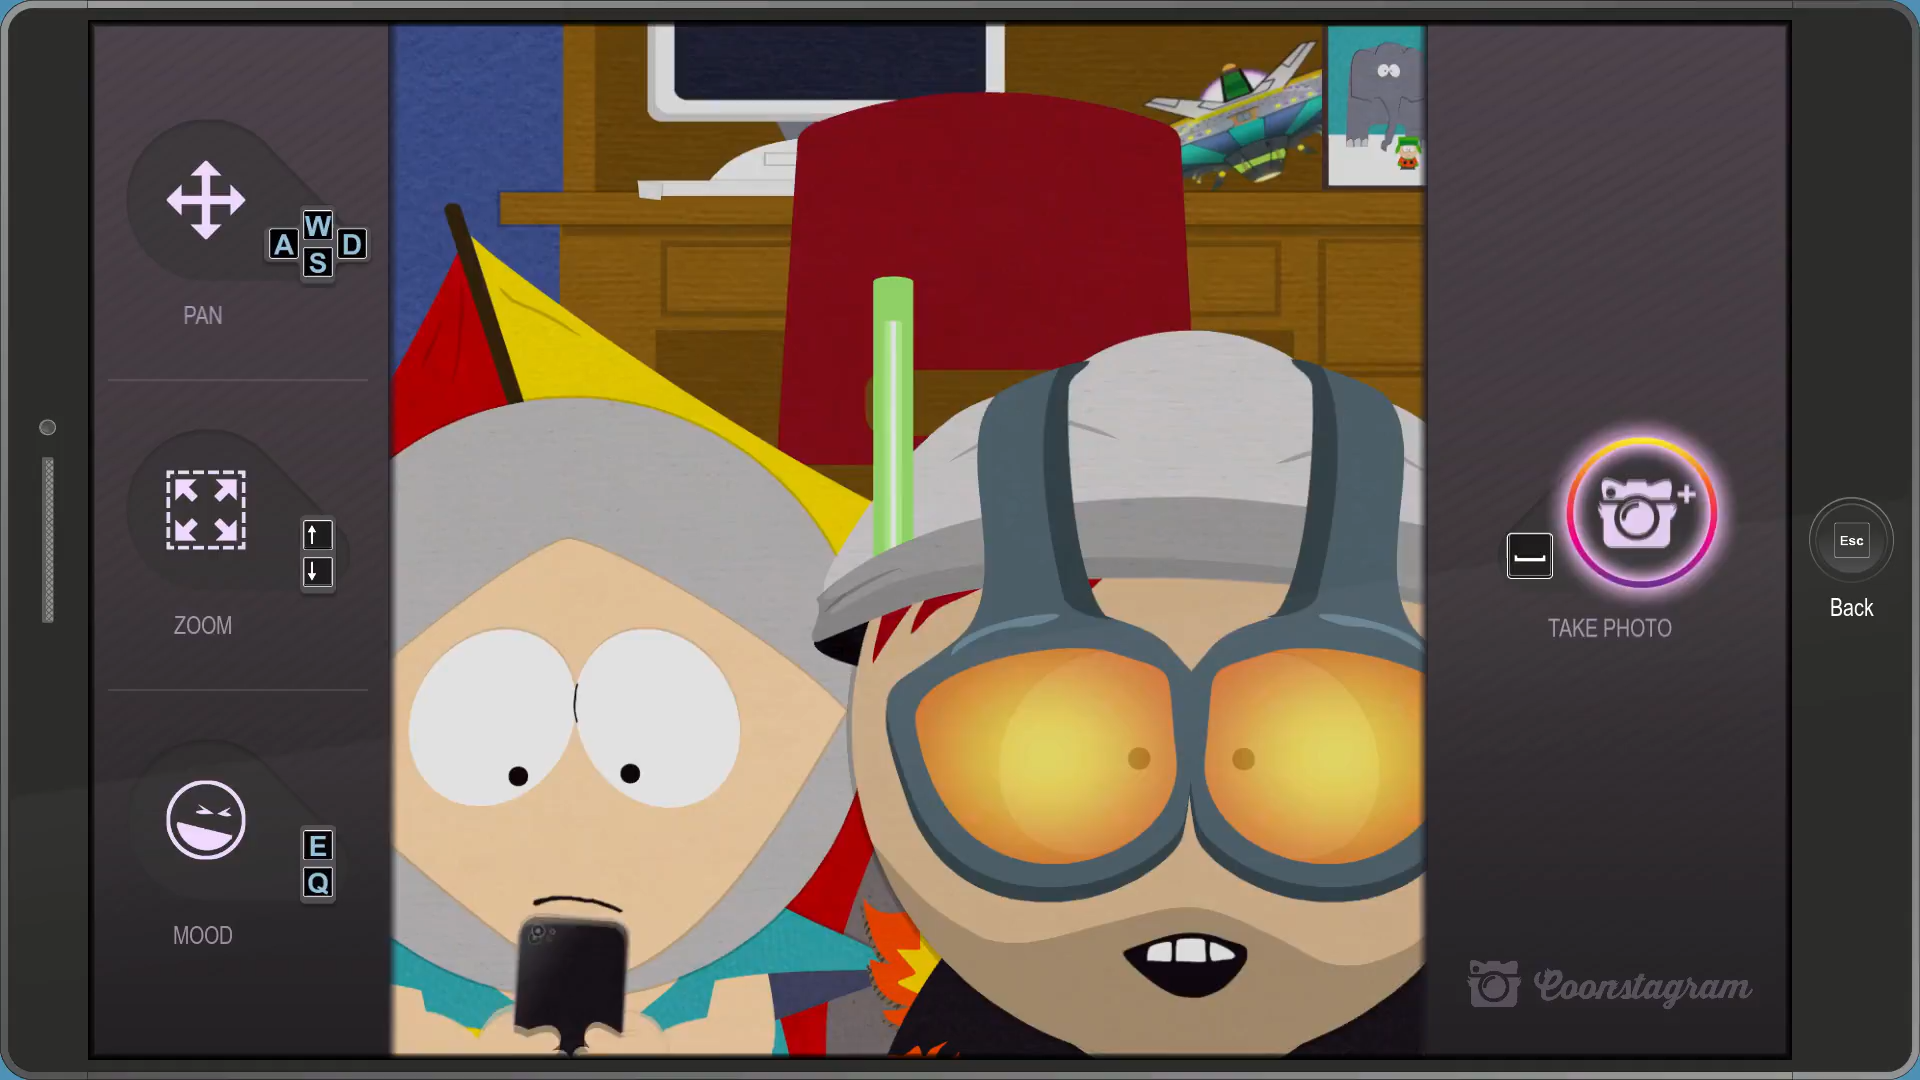 W
A D
S
PAN
↑
↓
ZOOM
E
Q
MOOD
TAKE PHOTO
Esc
Back
Coonstagram